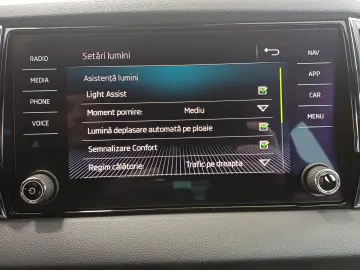 Setări lumini
RADIO
MEDIA
PHONE
VOICE
NAV
APP
CAR
MENU
Asistență lumini
Light Assist
Moment pornire: Mediu
Lumină deplasare automată pe ploaie
Semnalizare Confort
Regim călătorie: Trafic pe dreapta